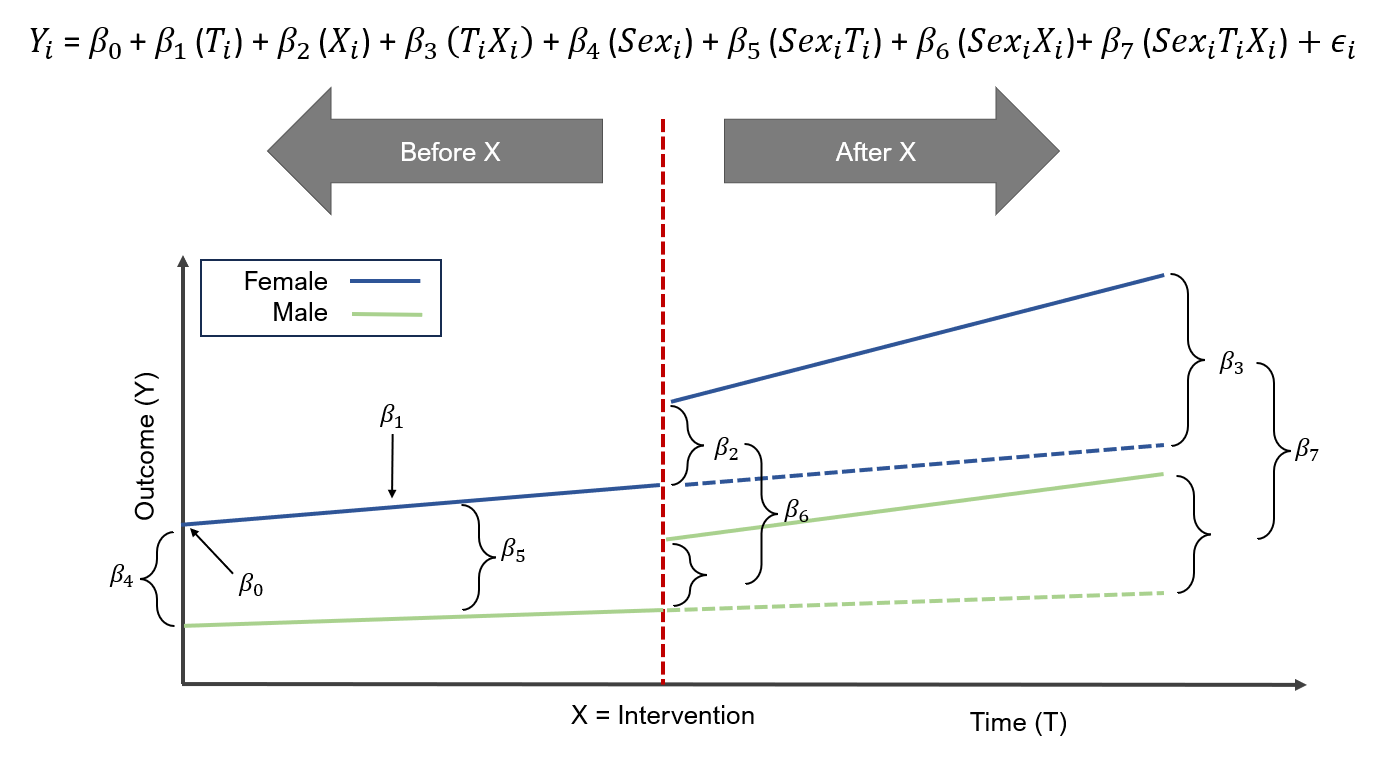 Yᵢ = β₀ + β₁ (Tᵢ) + β₂ (Xᵢ) + β₃ (TᵢXᵢ) + β₄ (Sexᵢ) + β₅ (SexᵢTᵢ) + β₆ (SexᵢXᵢ)+ β₇ (SexᵢTᵢXᵢ) + ϵᵢ
Before X
After X
Female
Male
Outcome (Y)
β₁
β₀
β₄
β₅
β₂
β₆
β₃
β₇
X = Intervention
Time (T)